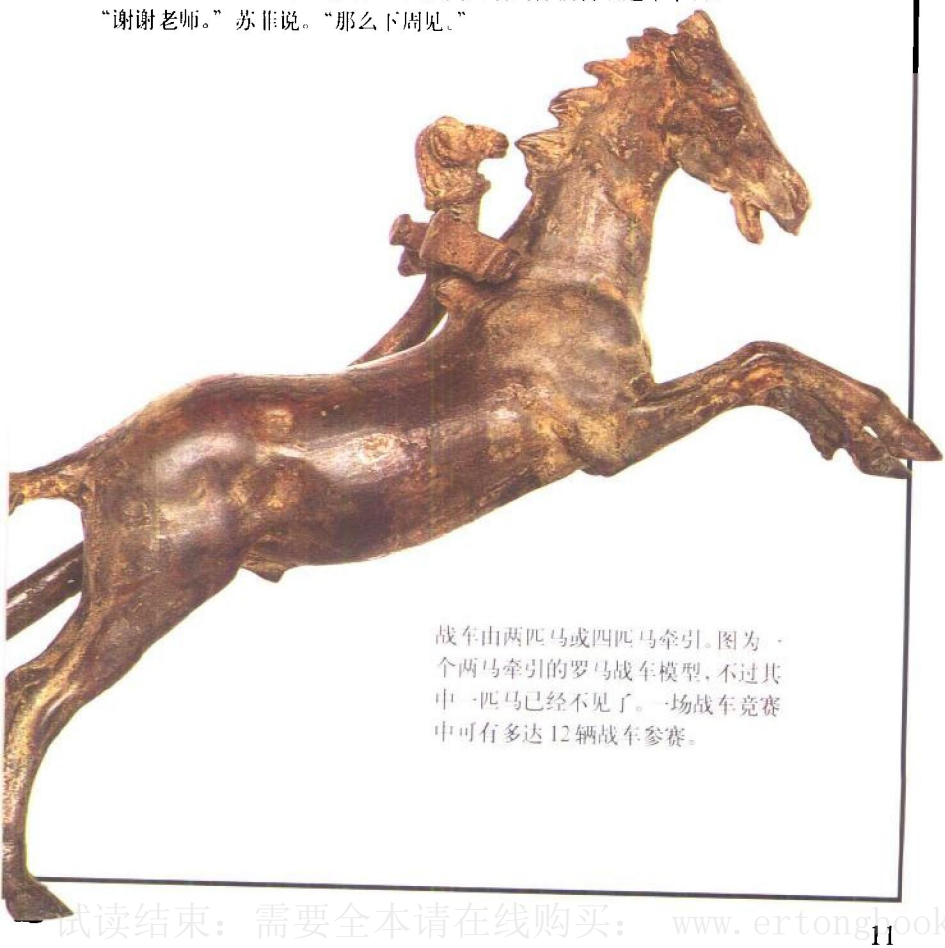 “谢谢老师。”苏菲说。“那么下周见。”
战车由两匹马或四匹马牵引。图为一
个两马牵引的罗马战车模型，不过其
中一匹马已经不见了。一场战车竞赛
中可有多达12辆战车参赛。
试读结束：需要全本请在线购买： www.ertongbook
11